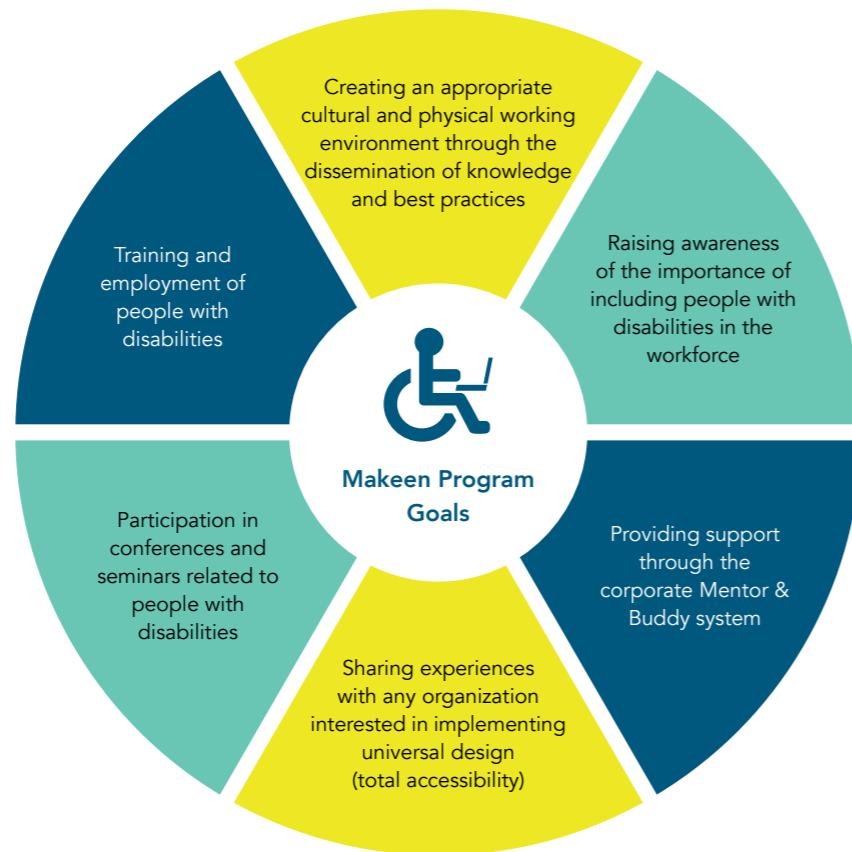 Creating an appropriate
cultural and physical working
environment through the
dissemination of knowledge
and best practices
Raising awareness
of the importance of
including people with
disabilities in the
workforce
Providing support
through the
corporate Mentor &
Buddy system
Sharing experiences
with any organization
interested in implementing
universal design
(total accessibility)
Participation in
conferences and
seminars related to
people with
disabilities
Training and
employment of
people with
disabilities
Makeen Program
Goals